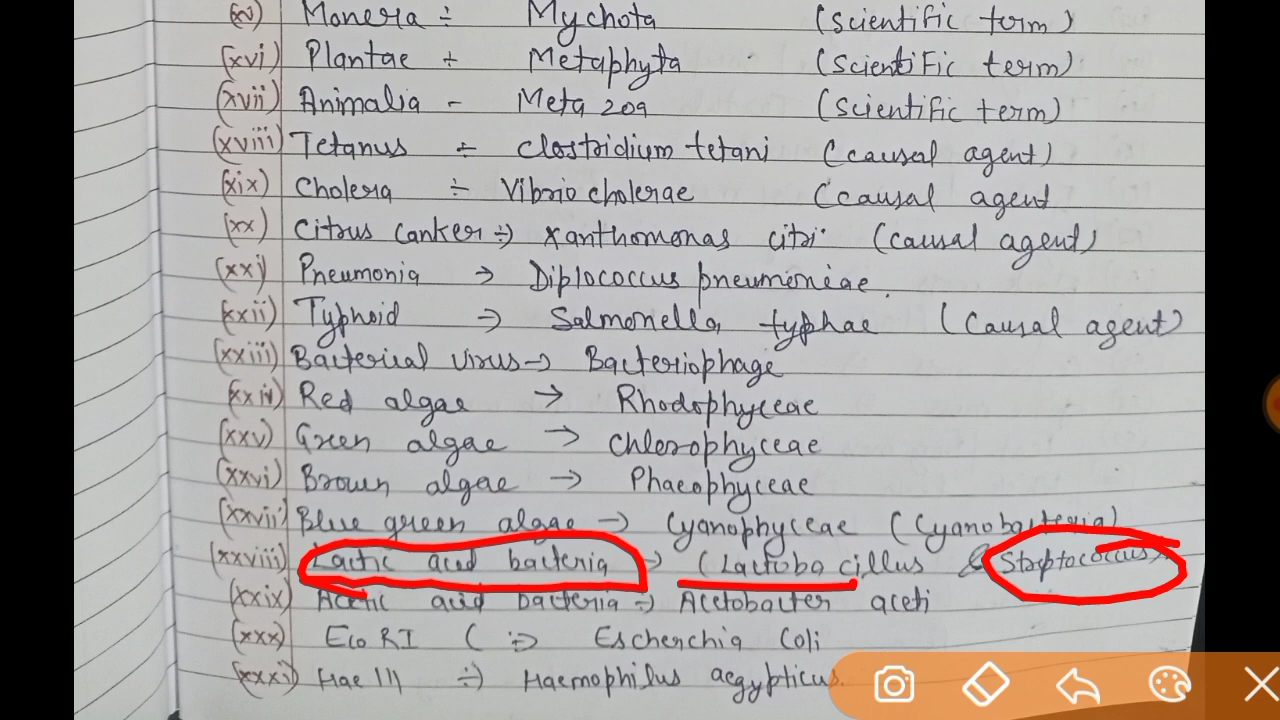 (xv) Monera ÷ Mychota (scientific term)
(xvi) Plantae ÷ Metaphyta (scientific term)
(xvii) Animalia - Metazoa (scientific term)
(xviii) Tetanus ÷ clostridium tetani (causal agent)
(xix) Cholera ÷ Vibrio cholerae (causal agent
(xx) Citrus canker ÷) Xanthomonas citri (causal agent)
(xxi) Pneumonia → Diplococcus pneumoniae.
(xxii) Typhoid → Salmonella typhae (causal agent)
(xxiii) Bacterial virus → Bacteriophage
(xxiv) Red algae → Rhodophyceae
(xxv) Green algae → chlorophyceae
(xxvi) Brown algae → Phaeophyceae
(xxvii) Blue green algae → Cyanophyceae (Cyanobacteria)
(xxviii) Lactic acid bacteria → (Lactobacillus & Streptococcus)
(xxix) Acetic acid bacteria ÷) Acetobacter aceti
(xxx) Eco RI ( ÷) Escherchia Coli
(xxxi) Hae III ÷) Haemophilus aegypticus.